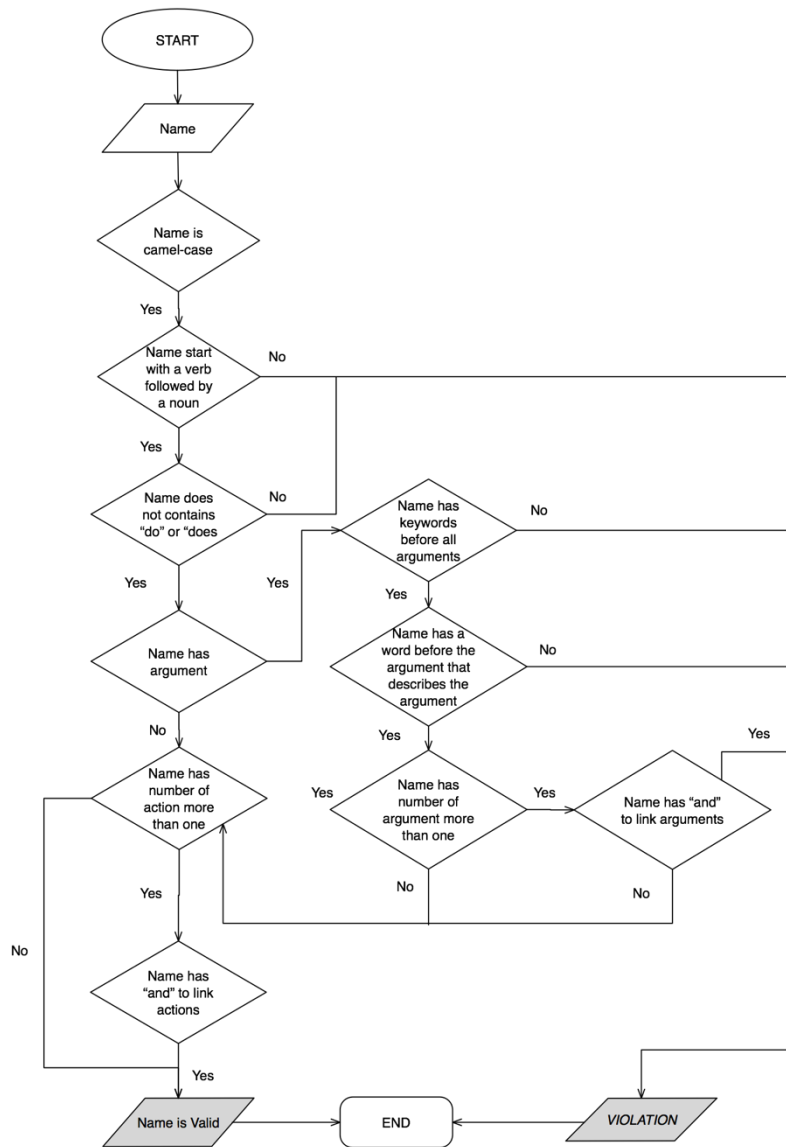 START
Name
Name is
camel-case
Yes
Name start
with a verb
followed by
a noun
No
Yes
Name does
not contains
“do” or “does
No
Yes
Name has
argument
Yes
Name has
keywords
before all
arguments
No
Yes
Name has a
word before the
argument that
describes the
argument
No
Yes
No
Name has
number of
action more
than one
Yes
Name has
number of
argument more
than one
Yes
Name has “and”
to link arguments
Yes
No
No
Yes
No
Name has
“and” to link
actions
Yes
Name is Valid
END
VIOLATION